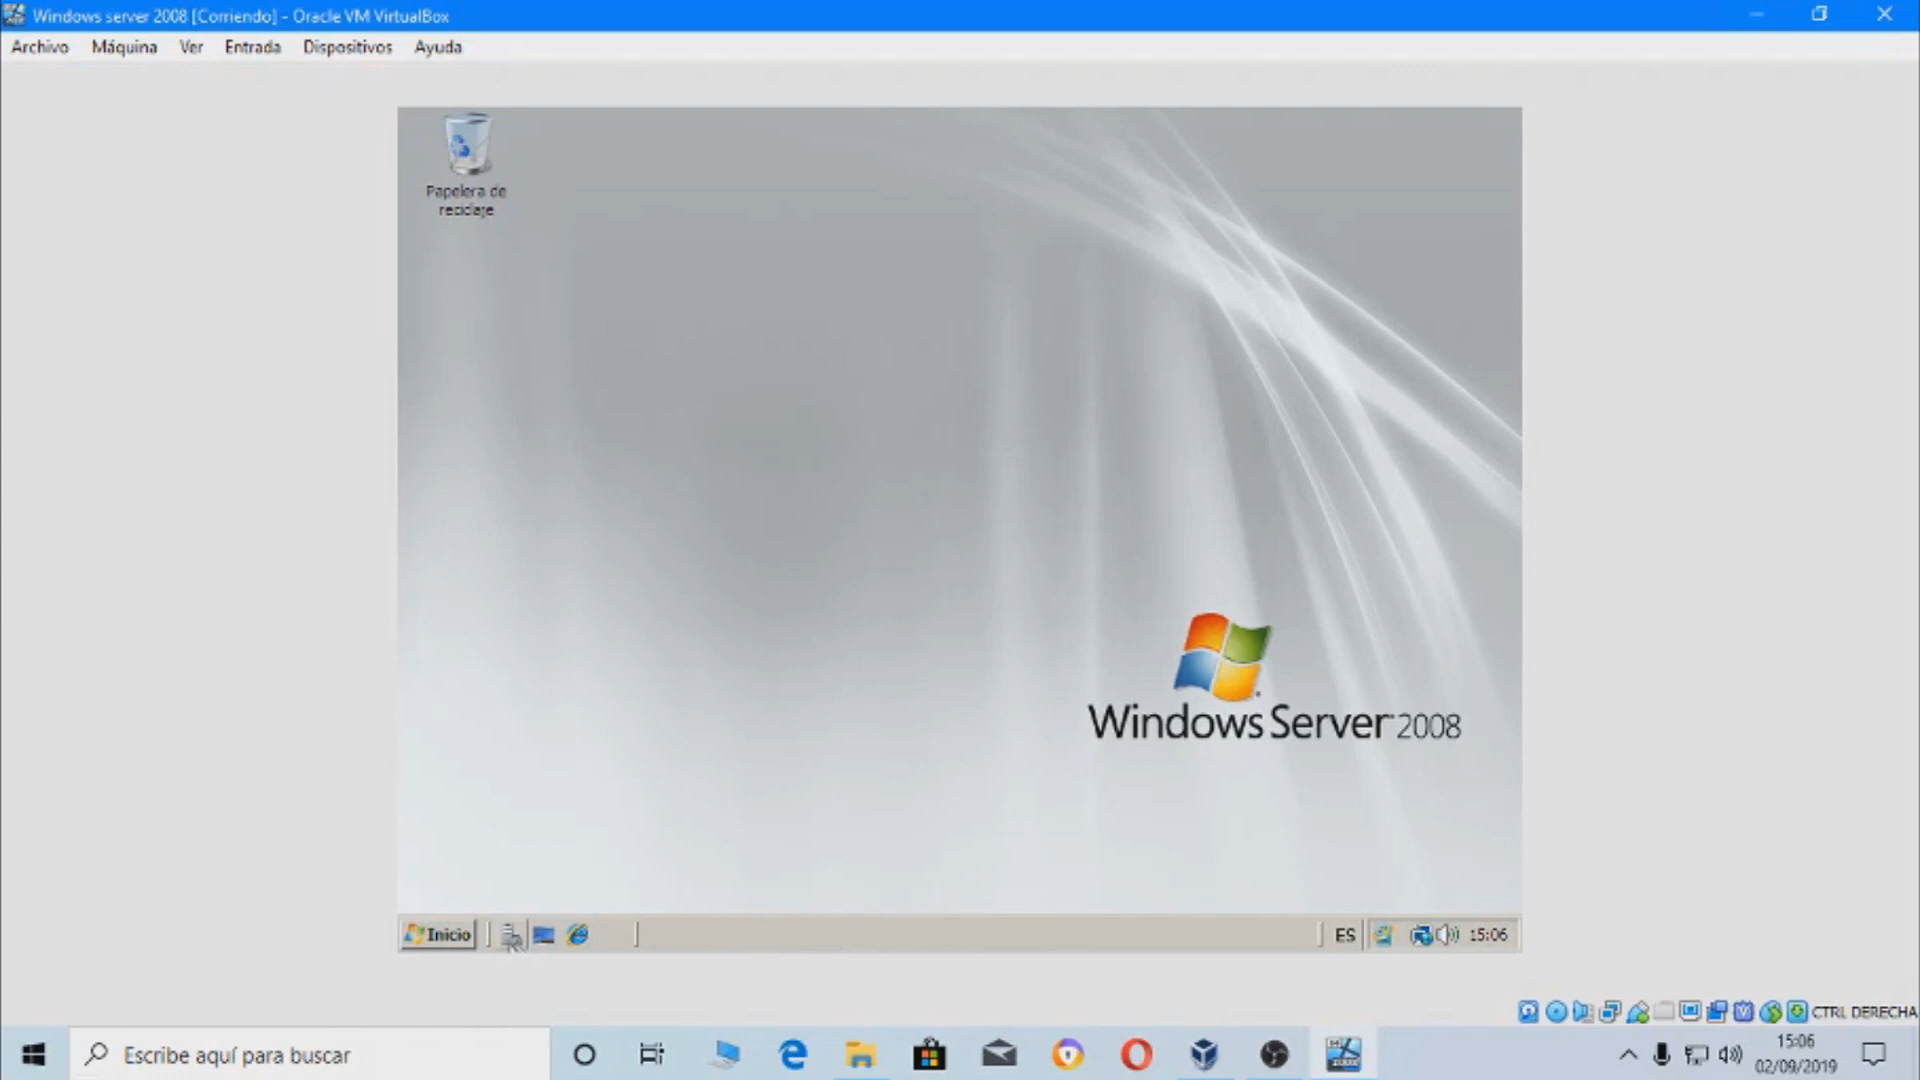 Windows server 2008 [Corriendo] - Oracle VM VirtualBox
Archivo Máquina Ver Entrada Dispositivos Ayuda
Papelera de
reciclaje
Windows Server 2008
Inicio ES 15:06
CTRL DERECHA
Escribe aquí para buscar
15:06
02/09/2019